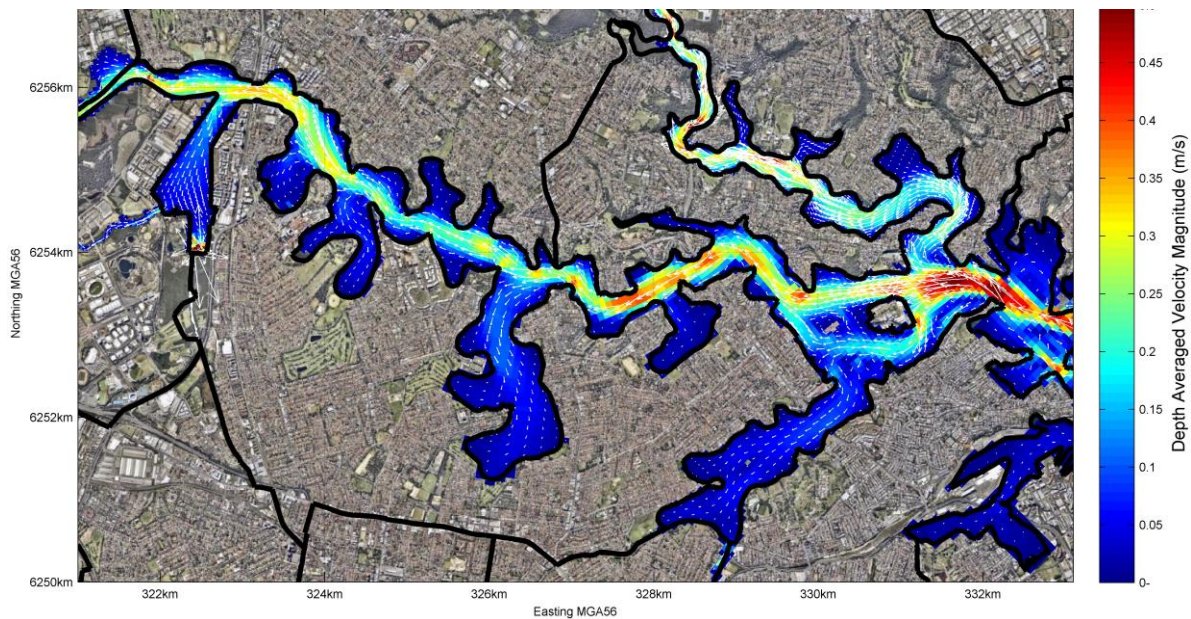 6256km
6254km
6252km
6250km
Northing MGA56
322km
324km
326km
328km
330km
332km
Easting MGA56
0.45
0.4
0.35
0.3
0.25
0.2
0.15
0.1
0.05
0-
Depth Averaged Velocity Magnitude (m/s)